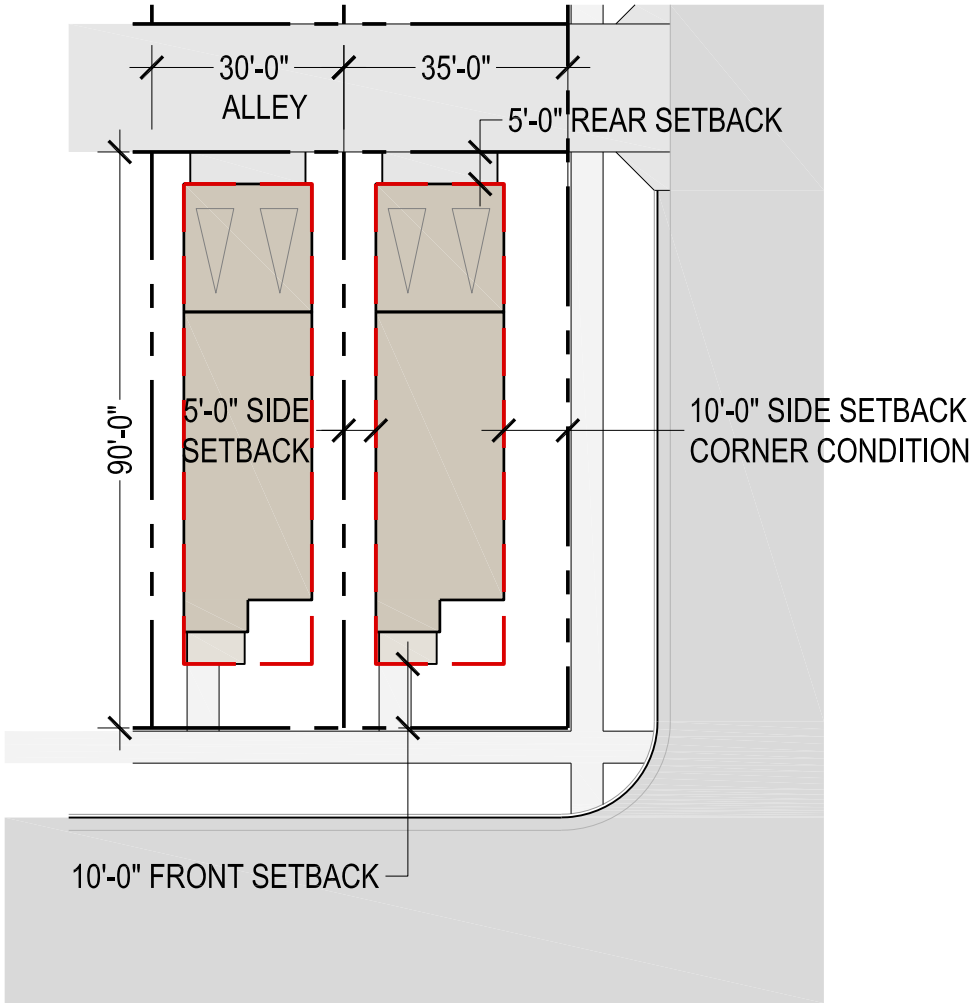 30'-0"
35'-0"
ALLEY
5'-0" REAR SETBACK
5'-0" SIDE
SETBACK
10'-0" SIDE SETBACK
CORNER CONDITION
90'-0"
10'-0" FRONT SETBACK